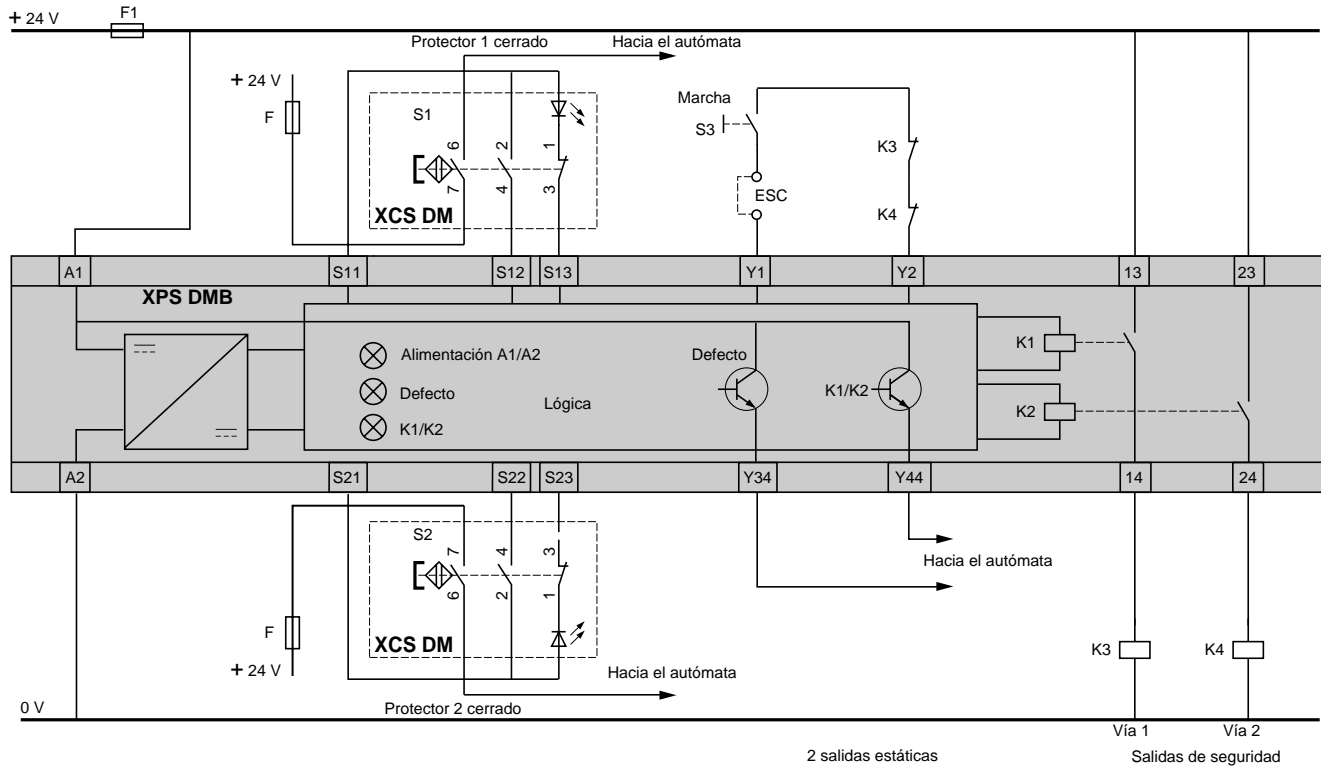 + 24 V
F1
Protector 1 cerrado
Hacia el autómata
+ 24 V
F
S1
6
2
1
7
4
3
XCS DM
Marcha
S3
ESC
K3
K4
A1
S11
S12
S13
Y1
Y2
13
23
XPS DMB
Alimentación A1/A2
Defecto
K1/K2
Lógica
Defecto
K1/K2
K1
K2
A2
S21
S22
S23
Y34
Y44
14
24
S2
7
4
3
6
2
1
XCS DM
F
+ 24 V
Hacia el autómata
Hacia el autómata
Protector 2 cerrado
K3
K4
0 V
Vía 1
Vía 2
2 salidas estáticas
Salidas de seguridad